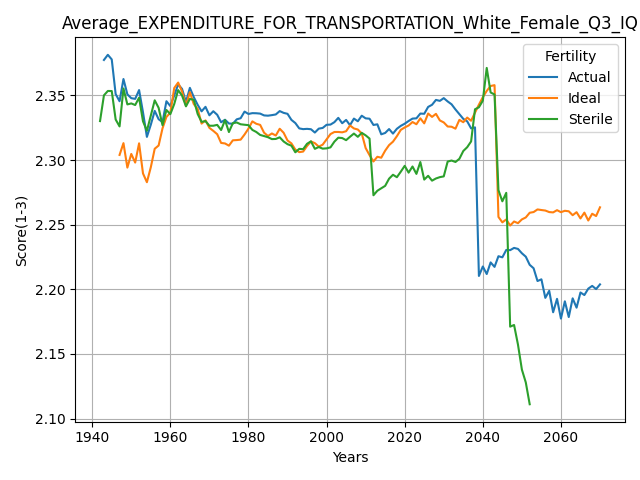 Average_EXPENDITURE_FOR_TRANSPORTATION_White_Female_Q3_IQ
Fertility
Actual
Ideal
Sterile
Score(1-3)
2.35
2.30
2.25
2.20
2.15
2.10
1940
1960
1980
2000
2020
2040
2060
Years